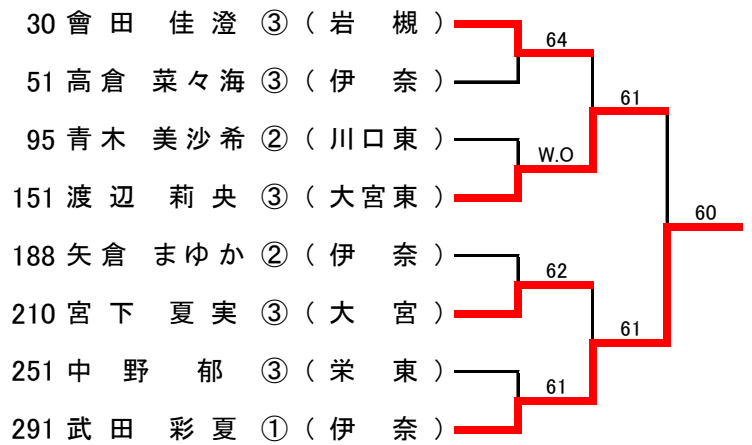 30 會田 佳澄 ③ ( 岩槻 )
64
51 高倉 菜々海 ③ ( 伊奈 )
61
95 青木 美沙希 ② ( 川口東 )
W.O
151 渡辺 莉央 ③ ( 大宮東 )
60
188 矢倉 まゆか ② ( 伊奈 )
62
210 宮下 夏実 ③ ( 大宮 )
61
251 中野 郁 ③ ( 栄東 )
61
291 武田 彩夏 ① ( 伊奈 )